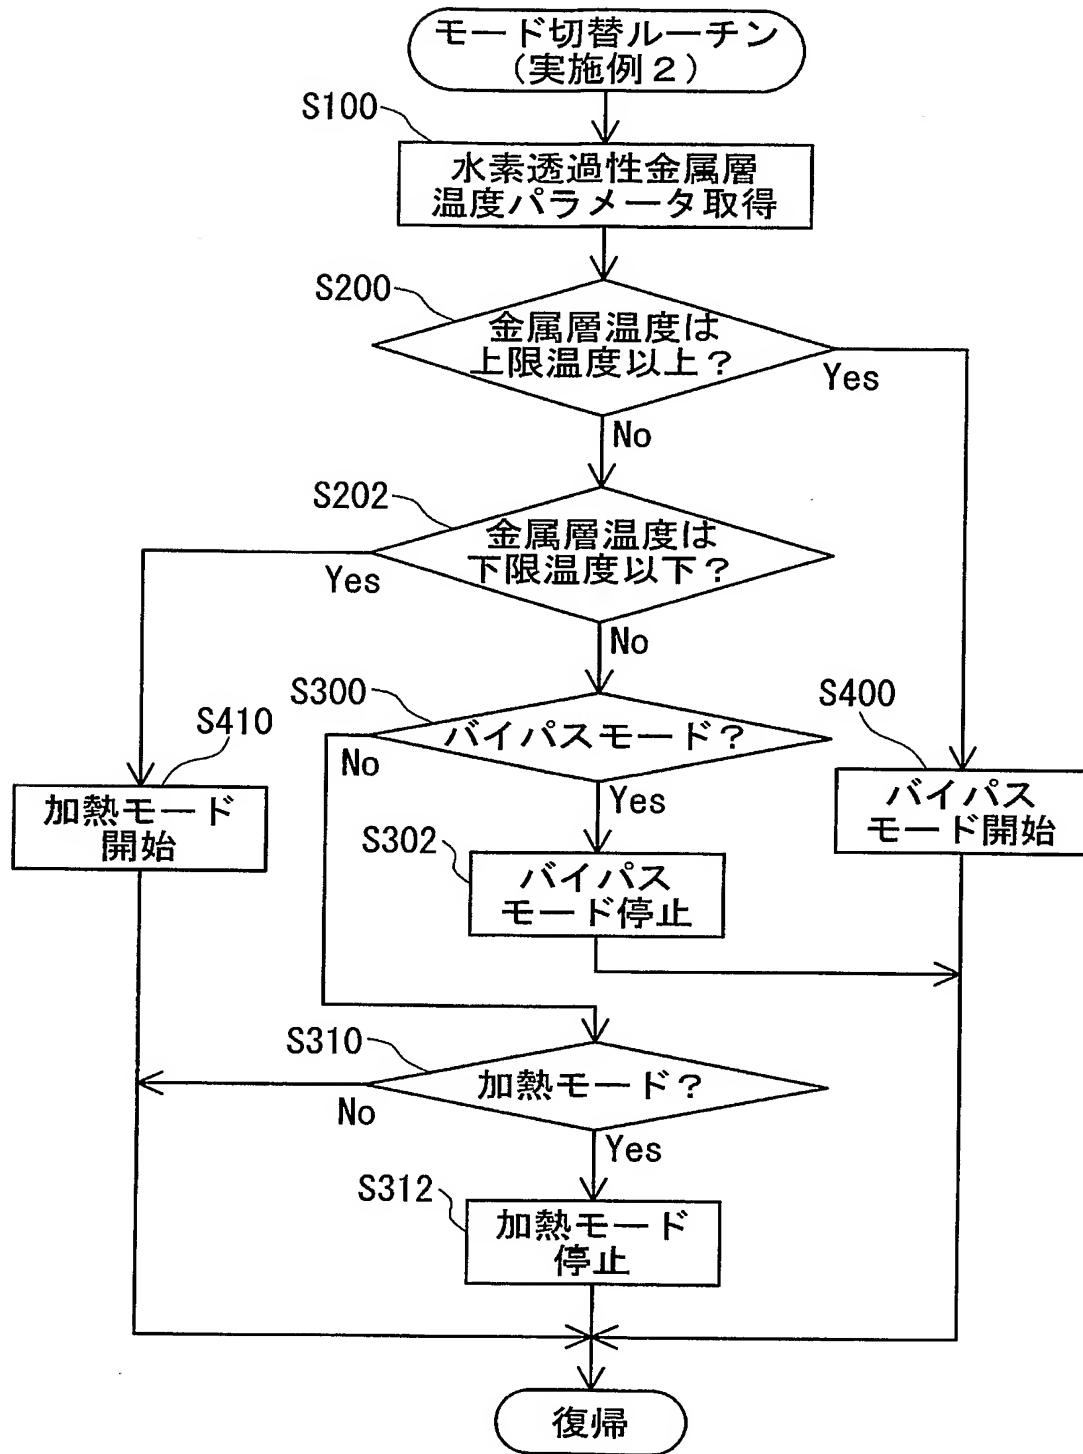 モード切替ルーチン
(実施例２)
S100
水素透過性金属層
温度パラメータ取得
S200
金属層温度は
上限温度以上？
Yes
No
S202
金属層温度は
下限温度以下？
Yes
No
S300
バイパスモード？
No
Yes
S400
バイパス
モード開始
S410
加熱モード
開始
S302
バイパス
モード停止
S310
加熱モード？
No
Yes
S312
加熱モード
停止
復帰